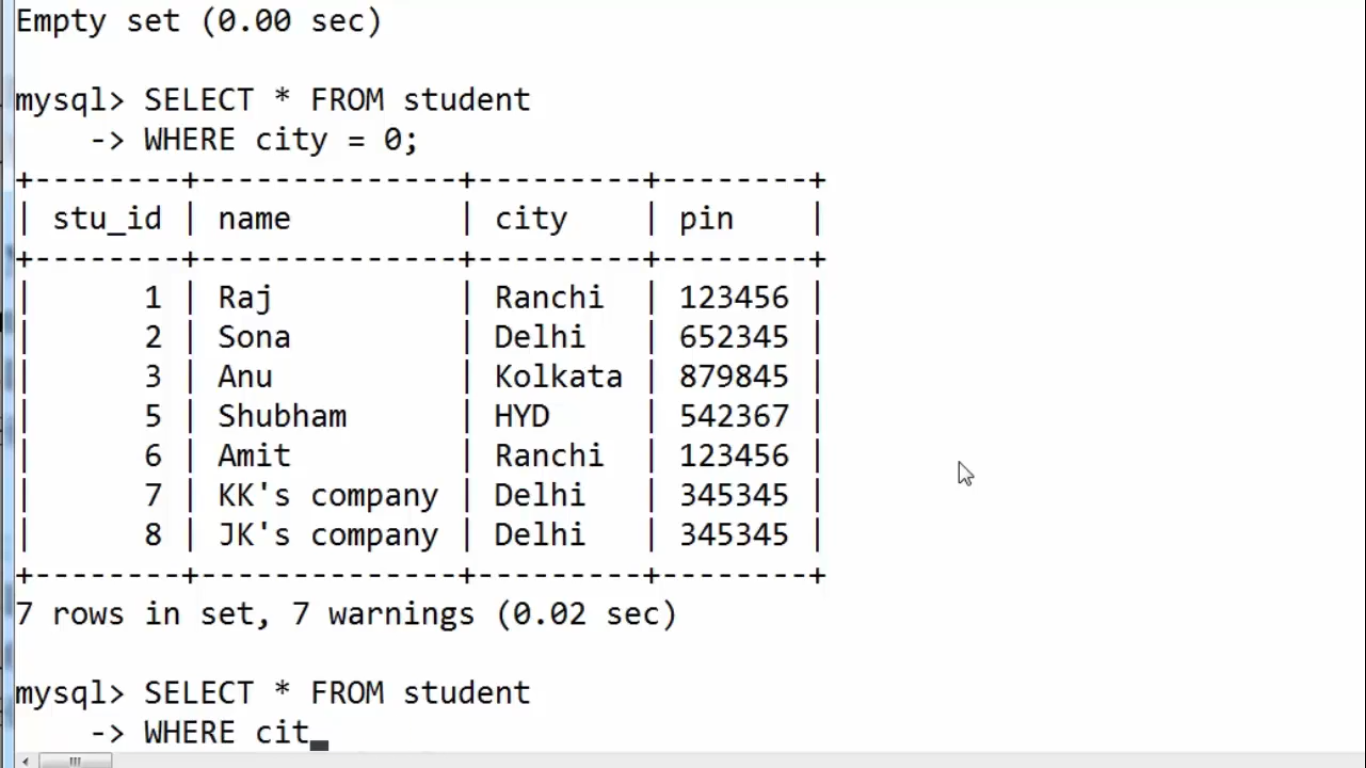 Empty set (0.00 sec)
mysql> SELECT * FROM student
    -> WHERE city = 0;
+--------+--------------+---------+--------+
| stu_id | name         | city    | pin    |
+--------+--------------+---------+--------+
|      1 | Raj          | Ranchi  | 123456 |
|      2 | Sona         | Delhi   | 652345 |
|      3 | Anu          | Kolkata | 879845 |
|      5 | Shubham      | HYD     | 542367 |
|      6 | Amit         | Ranchi  | 123456 |
|      7 | KK's company | Delhi   | 345345 |
|      8 | JK's company | Delhi   | 345345 |
+--------+--------------+---------+--------+
7 rows in set, 7 warnings (0.02 sec)
mysql> SELECT * FROM student
    -> WHERE cit